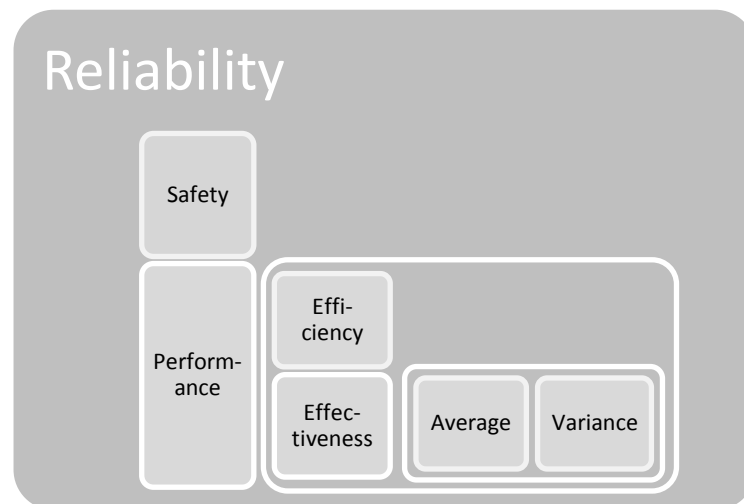 Reliability
Safety
Effi-
ciency
Perform-
ance
Effec-
tiveness
Average
Variance